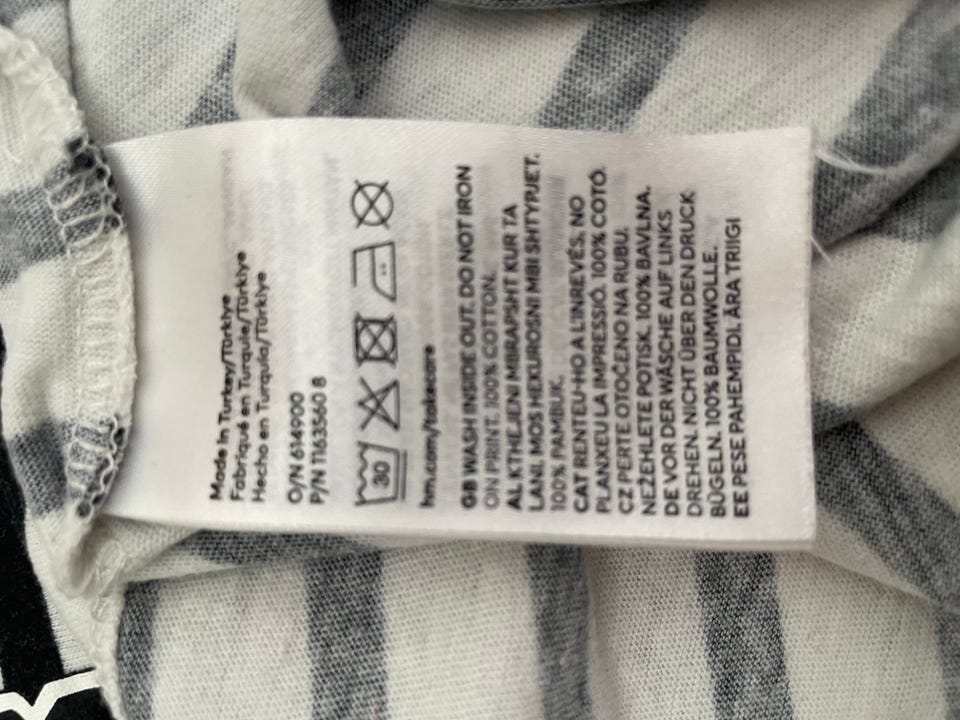 Made in Turkey/Türkiye
Fabriqué en Turquie/Türkiye
Hecho en Turquía/Türkiye
O/N 614900
P/N 1163560 8
30
hm.com/takecare
GB WASH INSIDE OUT. DO NOT IRON
ON PRINT. 100% COTTON.
AL KTHEJENI MBRAPSHT KUR TA
LANI, MOS HEKUROSNI MBI SHTYPJET.
100% PAMBUK.
CAT RENTEU-HO A L'INREVÉS. NO
PLANXEU LA IMPRESSIÓ. 100% COTÓ.
CZ PERTE OTOČENO NA RUBU.
NEŽEHLETE POTISK. 100% BAVLNA.
DE VOR DER WÄSCHE AUF LINKS
DREHEN. NICHT ÜBER DEN DRUCK
BÜGELN. 100% BAUMWOLLE.
EE PESE PAHEMPIDI. ÄRA TRIIGI